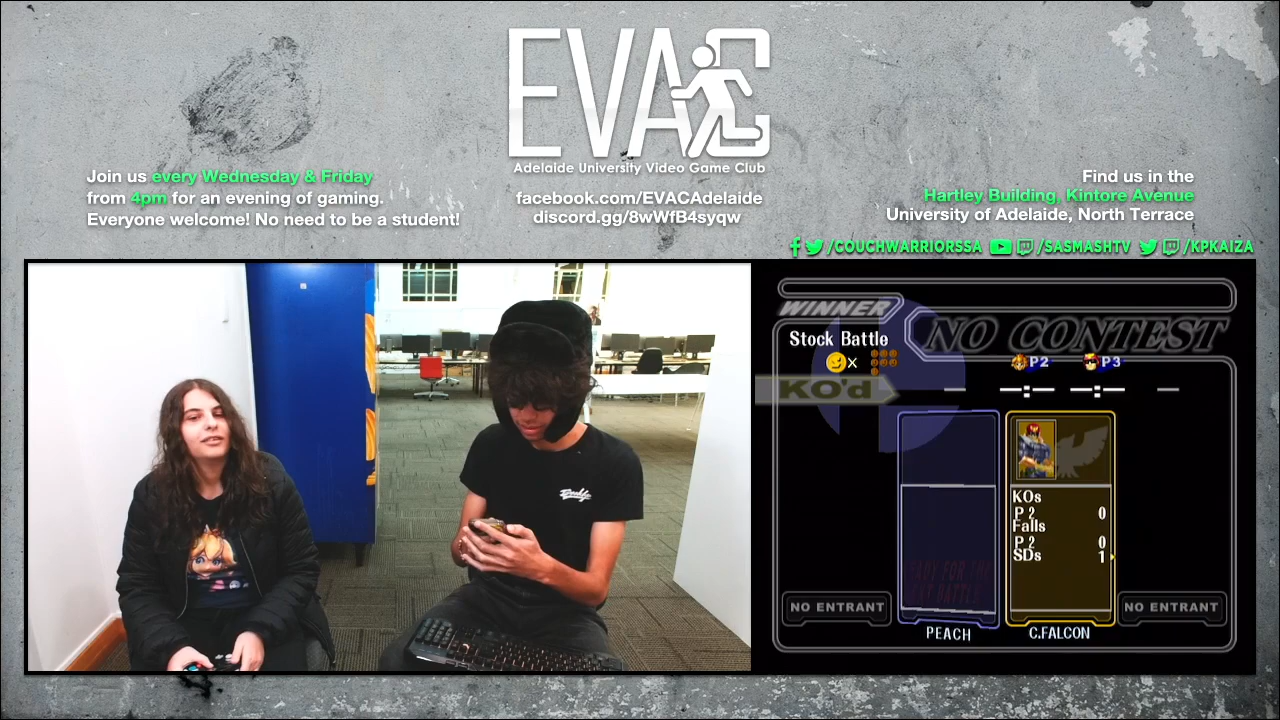 EVAC
Adelaide University Video Game Club
Join us every Wednesday & Friday
from 4pm for an evening of gaming.
Everyone welcome! No need to be a student!
facebook.com/EVACAdelaide
discord.gg/8wWfB4syqw
Find us in the
Hartley Building, Kintore Avenue
University of Adelaide, North Terrace
/COUCHWARRIORSSA /SASMASHTV /KPKAIZA
WINNER
NO CONTEST
Stock Battle
X
P2 P3
KO'd
KOs
P 2 0
Falls
P 2 0
SDs 1
NO ENTRANT
NO ENTRANT
PEACH
C.FALCON